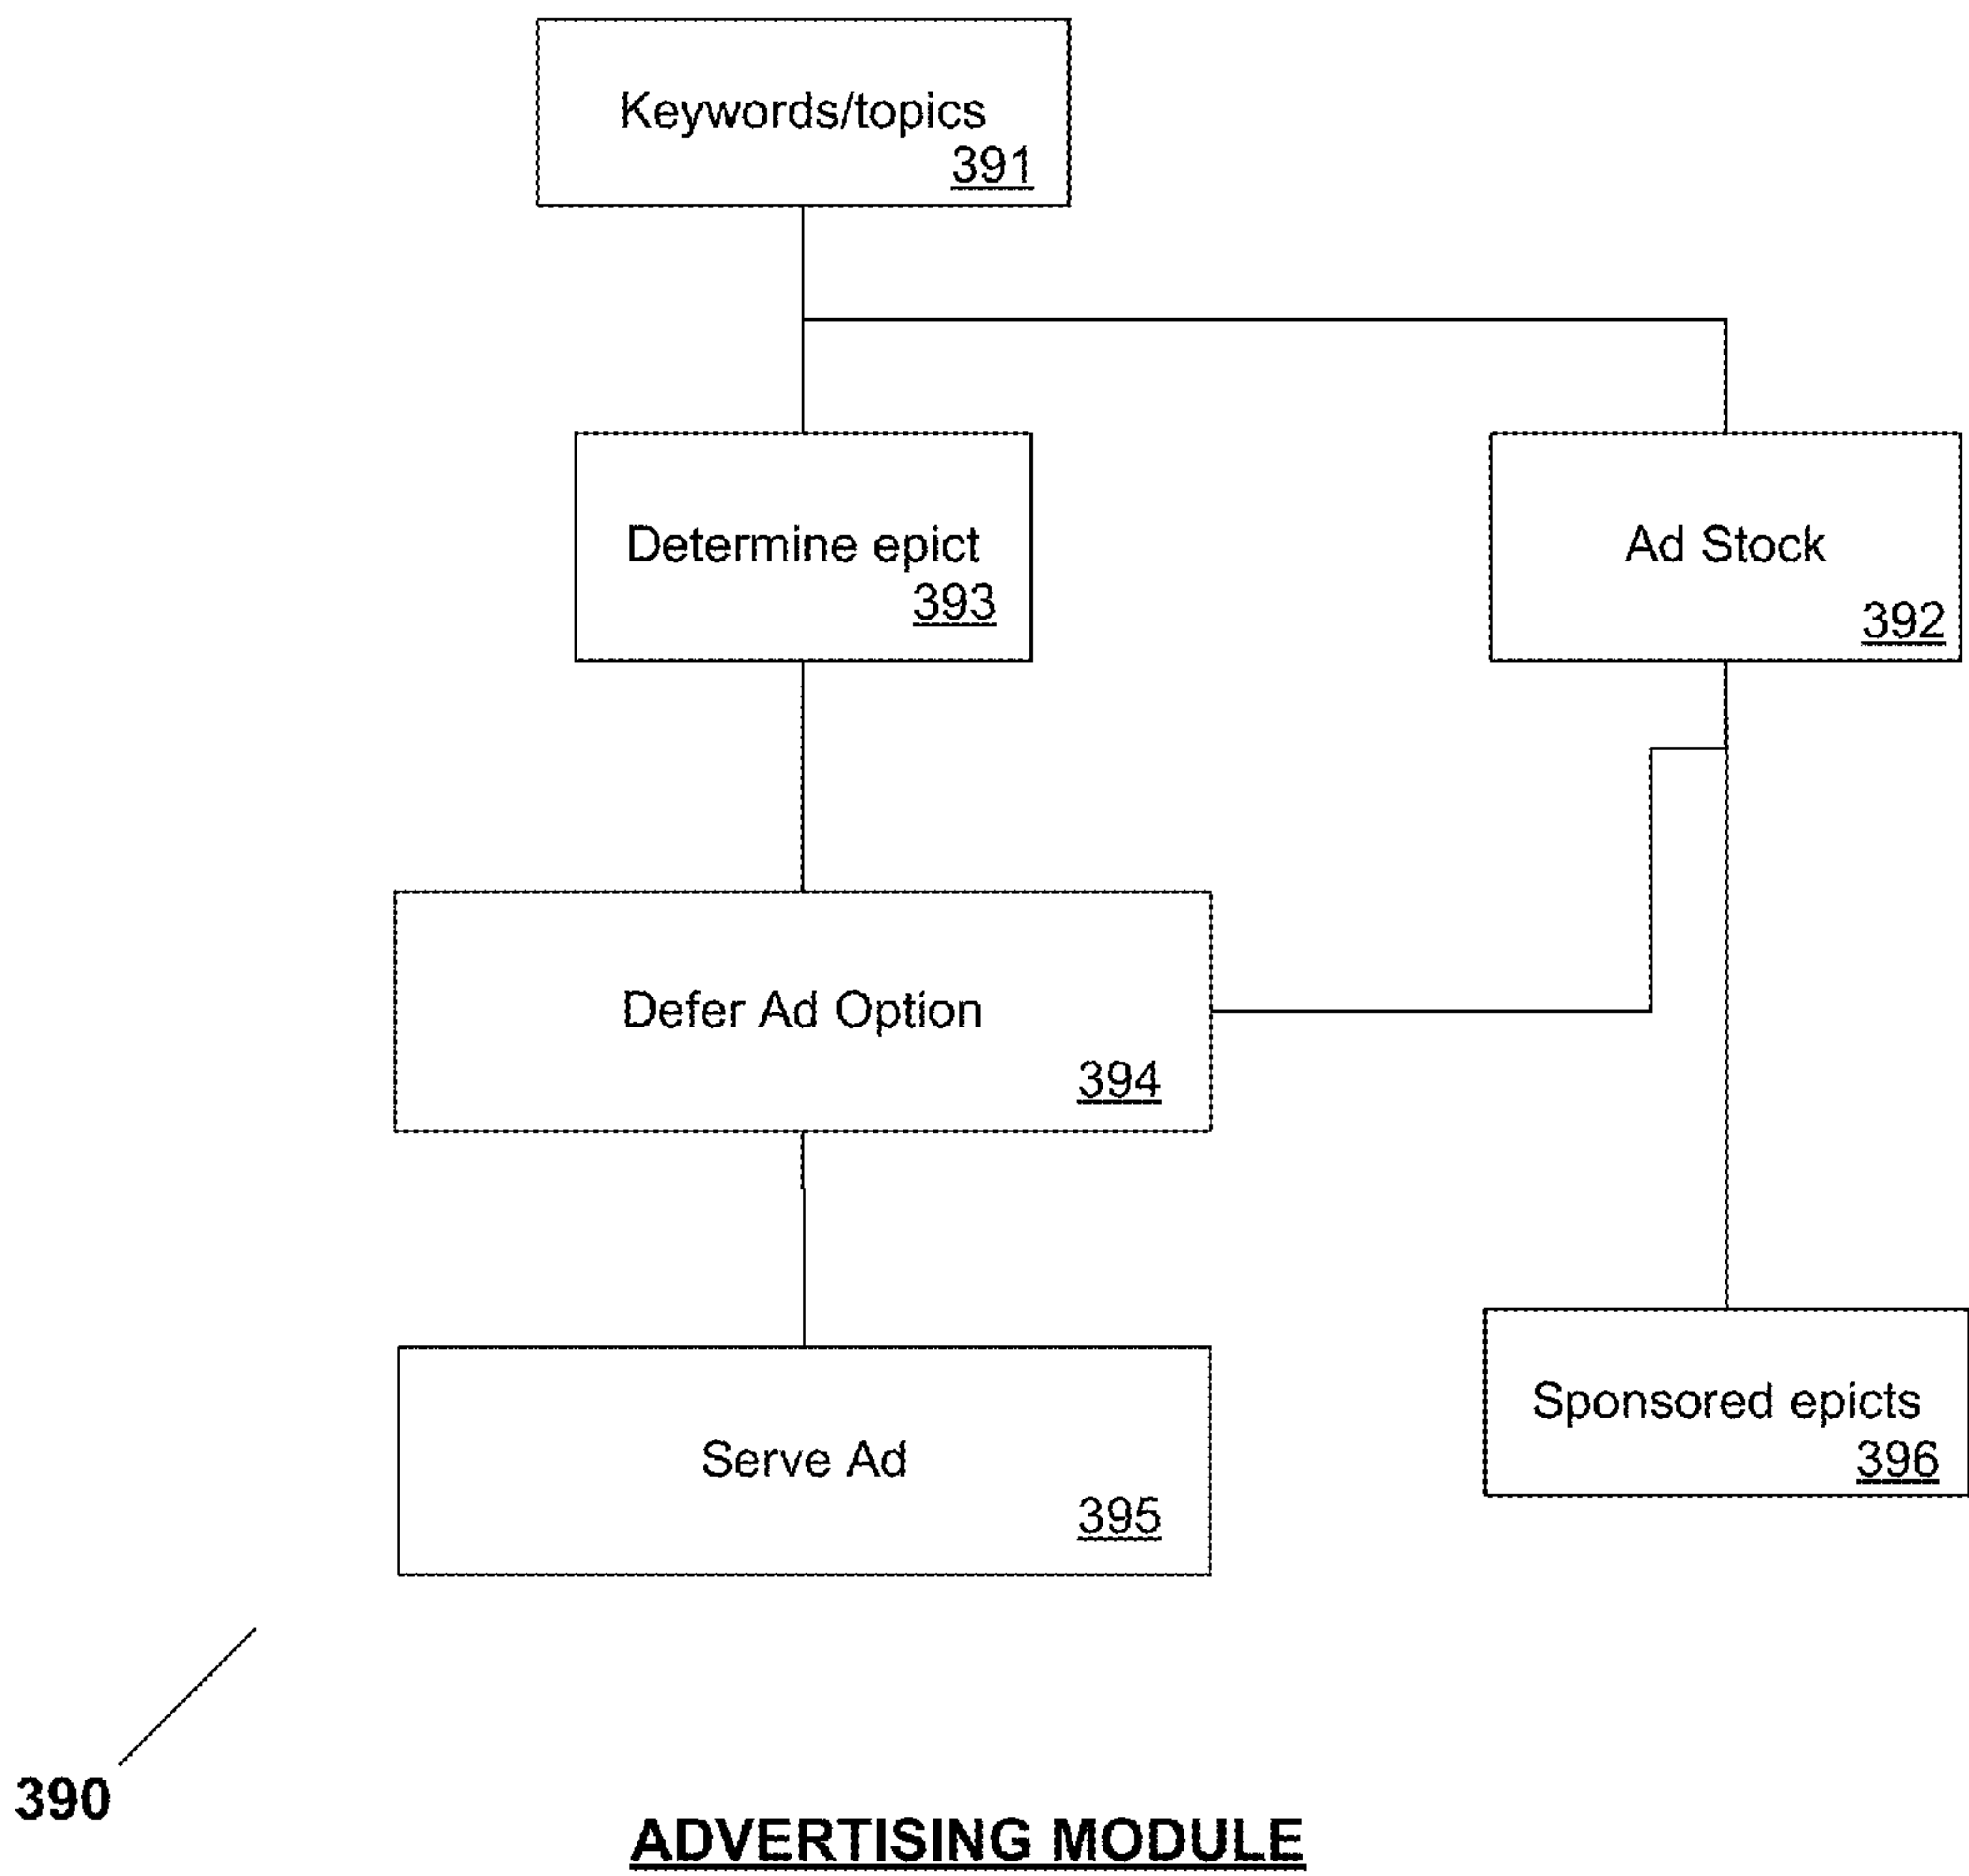 Keywords/topics
391
Determine epict
393
Ad Stock
392
Defer Ad Option
394
Serve Ad
395
Sponsored epicts
396
390
ADVERTISING MODULE